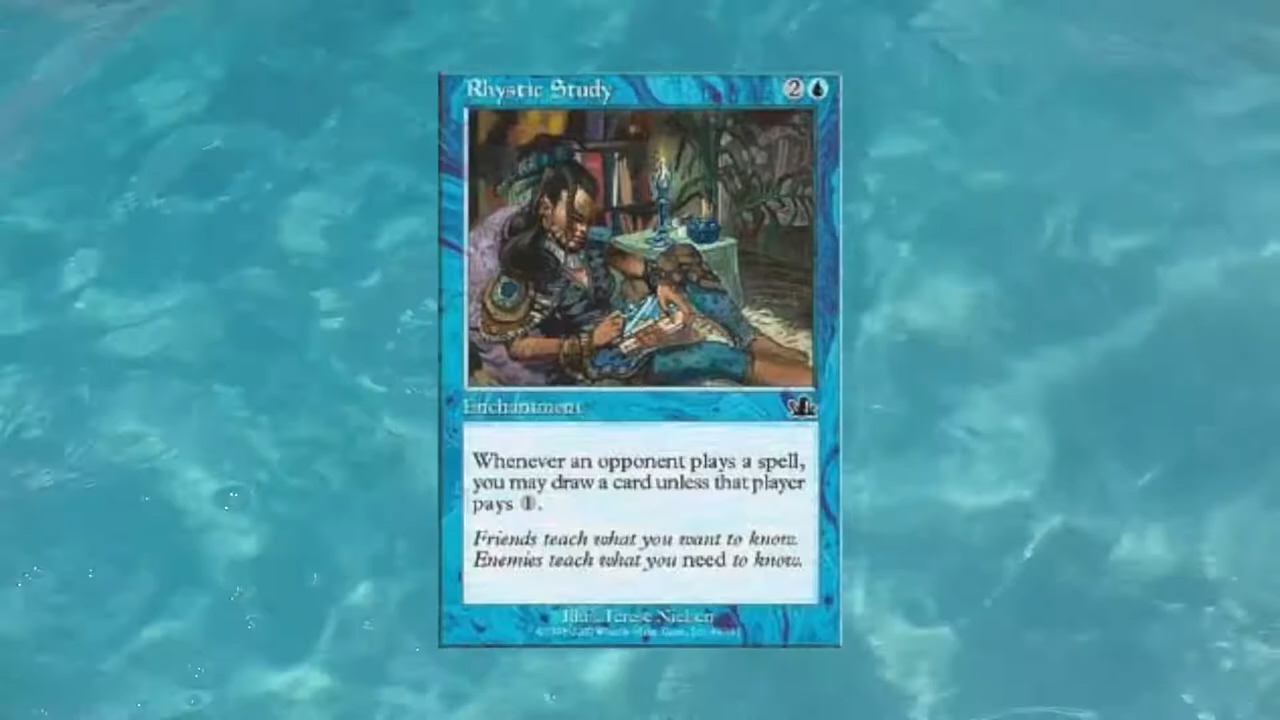 Rhystic Study 2
Enchantment
Whenever an opponent plays a spell,
you may draw a card unless that player
pays 1.
Friends teach what you want to know.
Enemies teach what you need to know.
Illus. Terese Nielsen